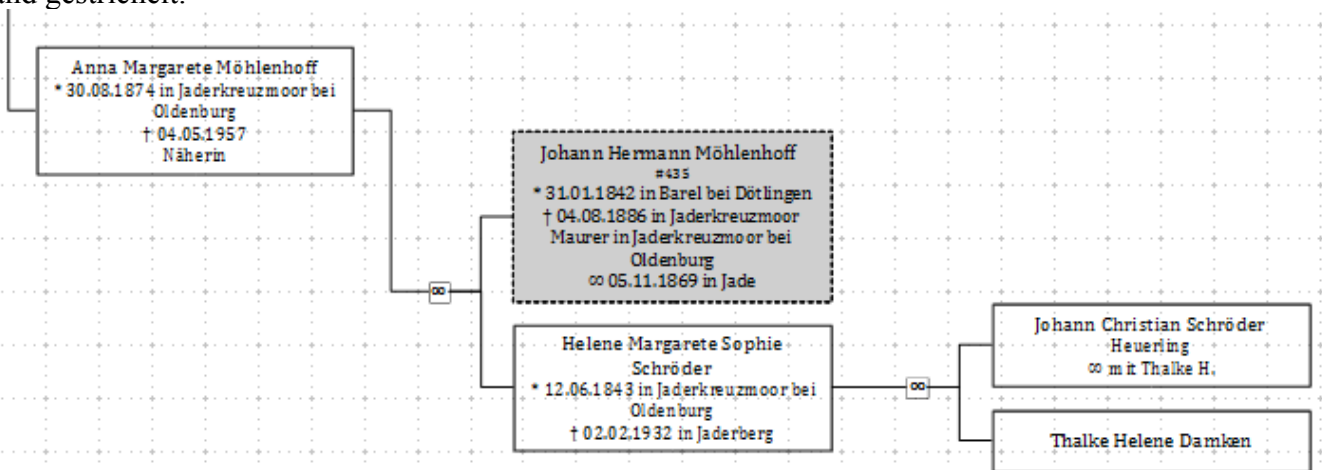 und gestrichelt.
Anna Margarete Möhlenhoff
* 30.08.1874 in Jaderkreuzmoor bei
Oldenburg
† 04.05.1957
Näherin
Johann Hermann Möhlenhoff
#435
* 31.01.1842 in Barel bei Dötlingen
† 04.08.1886 in Jaderkreuzmoor
Maurer in Jaderkreuzmoor bei
Oldenburg
∞ 05.11.1869 in Jade
∞
Helene Margarete Sophie
Schröder
* 12.06.1843 in Jaderkreuzmoor bei
Oldenburg
† 02.02.1932 in Jaderberg
∞
Johann Christian Schröder
Heuerling
∞ mit Thalke H.
Thalke Helene Damken